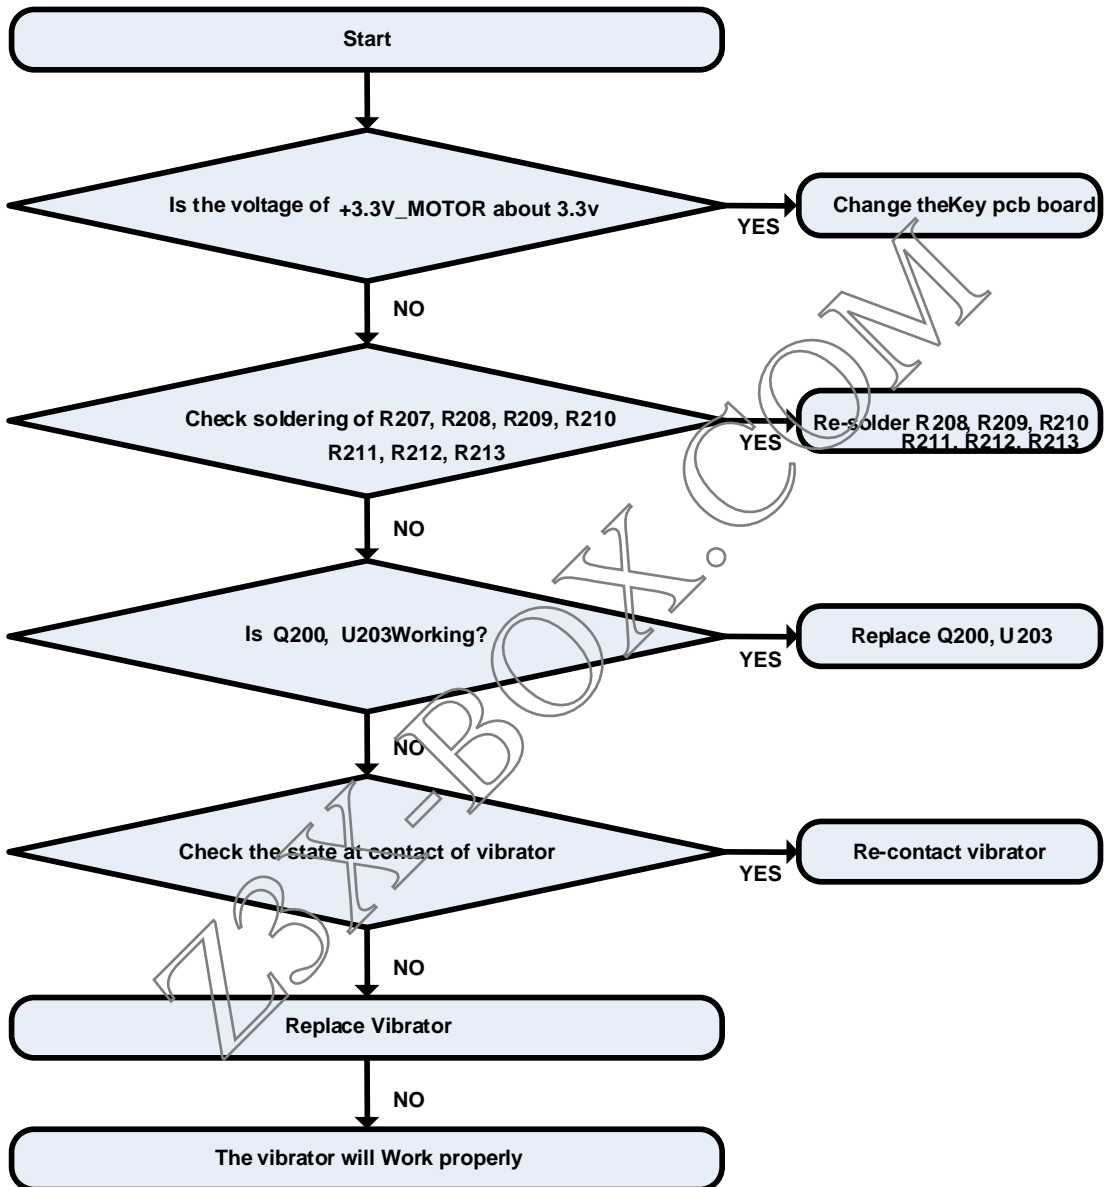 Start
Is the voltage of +3.3V_MOTOR about 3.3v
YES
Change theKey pcb board
NO
Check soldering of R207, R208, R209, R210
R211, R212, R213
YES
Re-solder R208, R209, R210
R211, R212, R213
NO
Is Q200, U203Working?
YES
Replace Q200, U203
NO
Check the state at contact of vibrator
YES
Re-contact vibrator
NO
Replace Vibrator
NO
The vibrator will Work properly
Z3X-BOX.COM